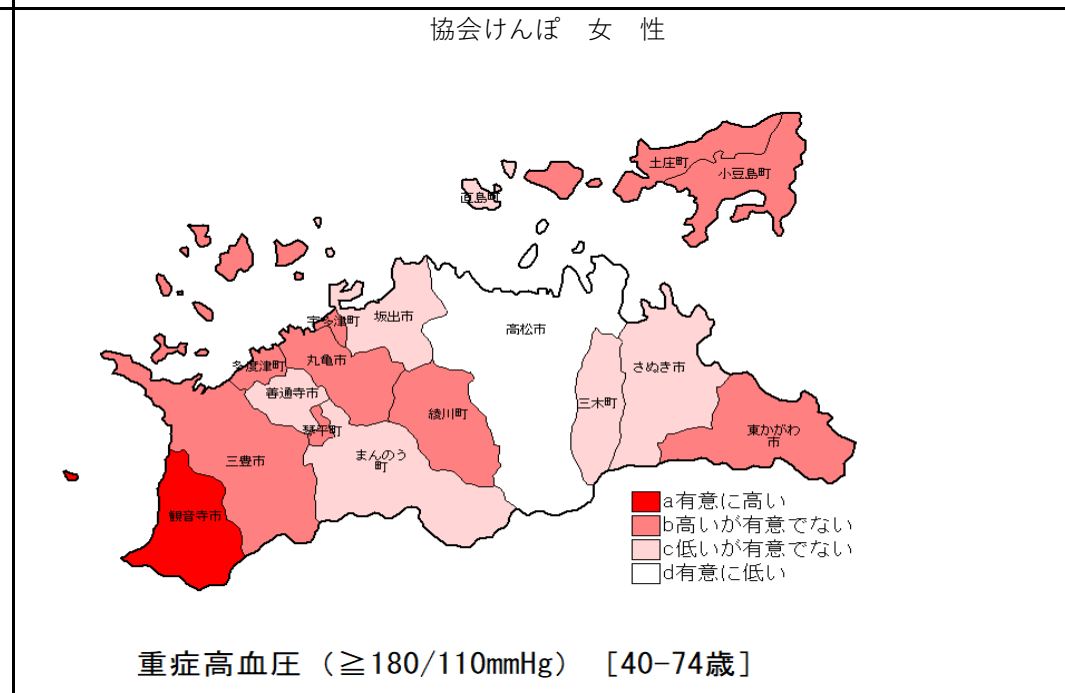 協会けんぽ　女　性
土庄町
小豆島町
直島町
宇多津町
坂出市
高松市
多度津町
丸亀市
さぬき市
善通寺市
三木町
綾川町
琴平町
東かがわ
市
まんのう
町
三豊市
観音寺市
a有意に高い
b高いが有意でない
c低いが有意でない
d有意に低い
重症高血圧（≧180/110mmHg）［40-74歳］